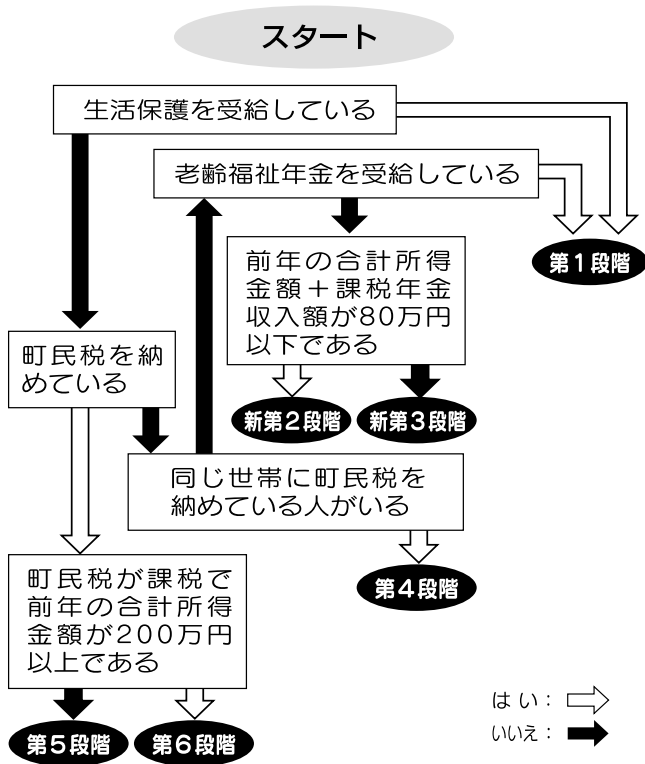 スタート
生活保護を受給している
老齢福祉年金を受給している
第1段階
前年の合計所得
金額＋課税年金
収入額が80万円
以下である
町民税を納
めている
新第2段階
新第3段階
同じ世帯に町民税を
納めている人がいる
第4段階
町民税が課税で
前年の合計所得
金額が200万円
以上である
第5段階
第6段階
はい：
いいえ：